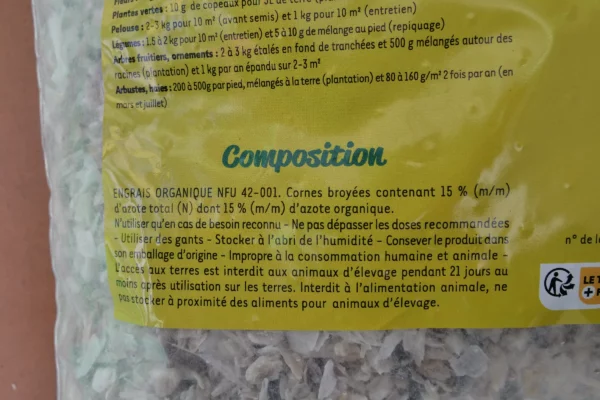 Plantes vertes : 10 g de copeaux pour 5L de terre
Pelouse : 2-3 kg pour 10 m² (avant semis) et 1 kg pour 10 m² (entretien)
Légumes : 1.5 à 2 kg pour 10 m² (entretien) et 5 à 10 g de mélange au pied (repiquage)
Arbres fruitiers, ornements : 2 à 3 kg étalés en fond de tranchées et 500 g mélangés autour des
racines (plantation) et 1 kg par an épandu sur 2-3 m²
Arbustes, haies : 200 à 500g par pied, mélangés à la terre (plantation) et 80 à 160 g/m² 2 fois par an (en
mars et juillet)
Composition
ENGRAIS ORGANIQUE NFU 42-001. Cornes broyées contenant 15 % (m/m)
d'azote total (N) dont 15 % (m/m) d'azote organique.
N'utiliser qu'en cas de besoin reconnu - Ne pas dépasser les doses recommandées
- Utiliser des gants - Stocker à l'abri de l'humidité - Consever le produit dans
son emballage d'origine - Impropre à la consommation humaine et animale -
L'accès aux terres est interdit aux animaux d'élevage pendant 21 jours au
moins après utilisation sur les terres. Interdit à l'alimentation animale, ne
pas stocker à proximité des aliments pour animaux d'élevage.
n° de
LE
+